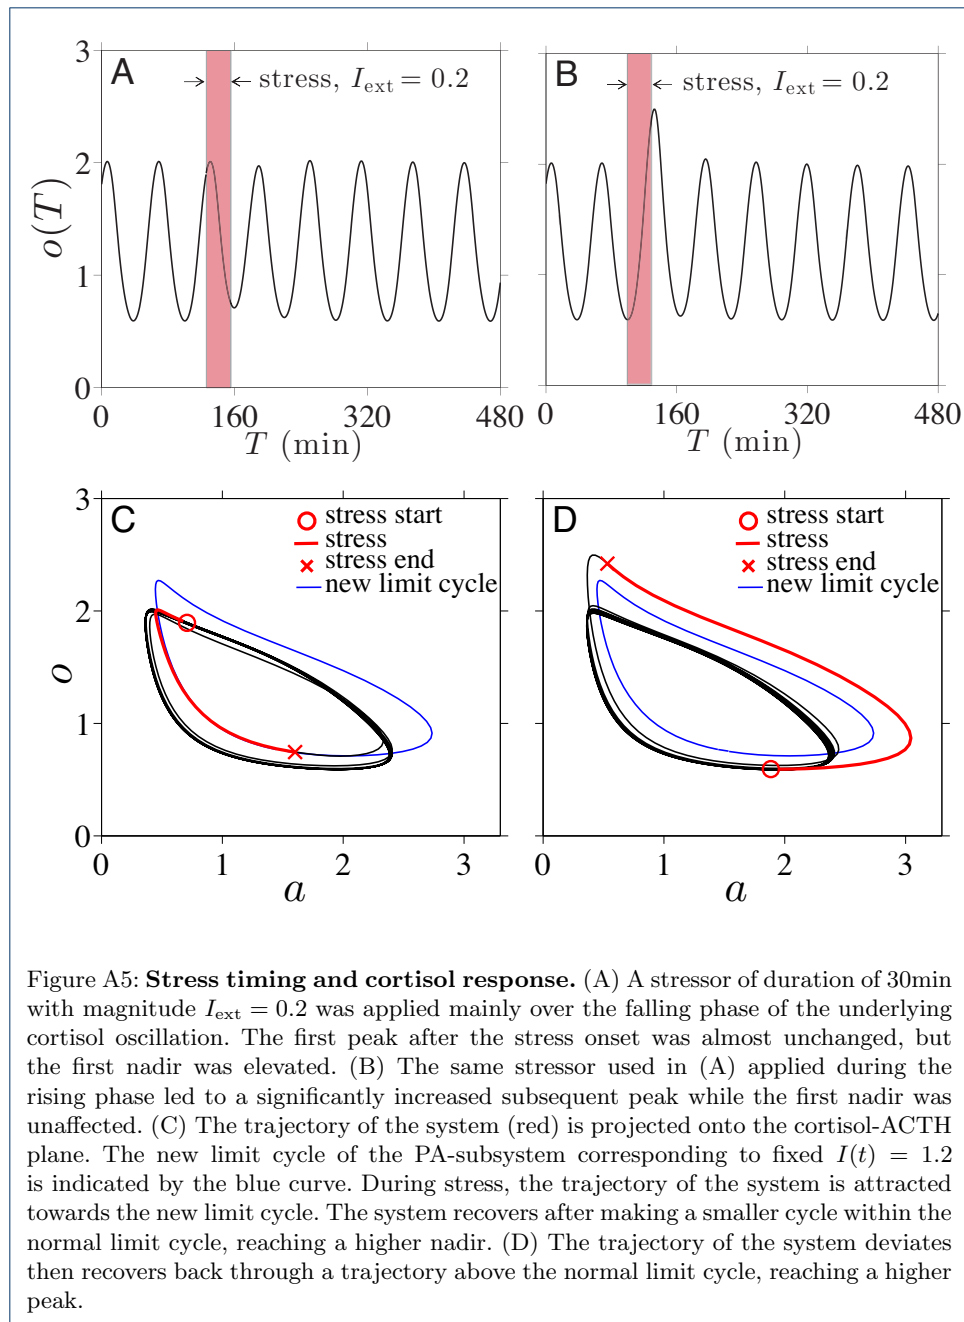 3
A
stress, I_ext = 0.2
B
stress, I_ext = 0.2
2
o(T)
1
0
0
160
320
480
0
160
320
480
T (min)
T (min)
3
C
stress start
stress
stress end
new limit cycle
D
stress start
stress
stress end
new limit cycle
2
o
1
0
0
1
2
3
0
1
2
3
a
a
Figure A5: Stress timing and cortisol response. (A) A stressor of duration of 30min
with magnitude I_ext = 0.2 was applied mainly over the falling phase of the underlying
cortisol oscillation. The first peak after the stress onset was almost unchanged, but
the first nadir was elevated. (B) The same stressor used in (A) applied during the
rising phase led to a significantly increased subsequent peak while the first nadir was
unaffected. (C) The trajectory of the system (red) is projected onto the cortisol-ACTH
plane. The new limit cycle of the PA-subsystem corresponding to fixed I(t) = 1.2
is indicated by the blue curve. During stress, the trajectory of the system is attracted
towards the new limit cycle. The system recovers after making a smaller cycle within the
normal limit cycle, reaching a higher nadir. (D) The trajectory of the system deviates
then recovers back through a trajectory above the normal limit cycle, reaching a higher
peak.